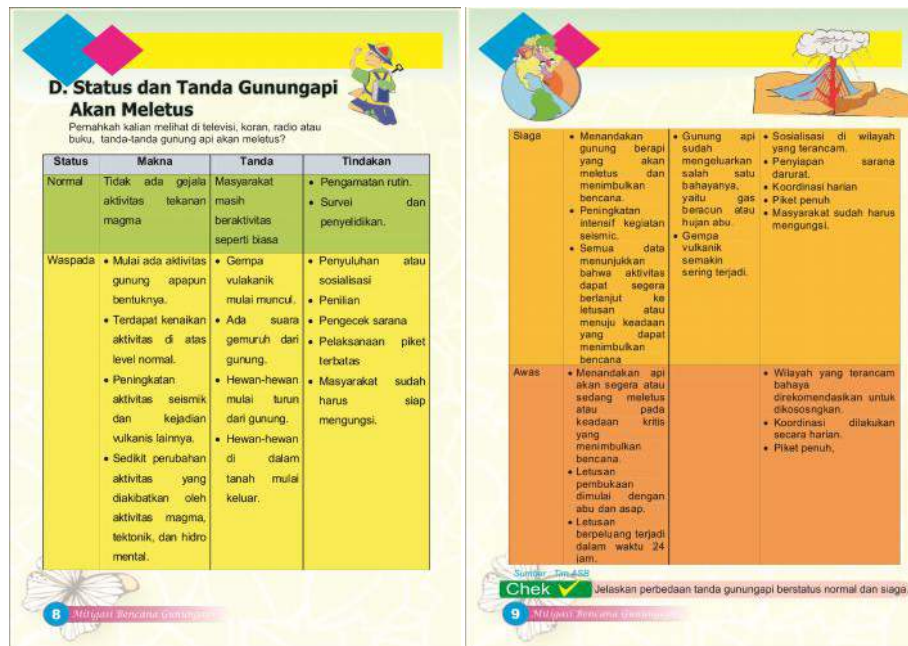 D. Status dan Tanda Gunungapi
Akan Meletus
Pernahkah kalian melihat di televisi, koran, radio atau
buku, tanda-tanda gunung api akan meletus?
Status
Makna
Tanda
Tindakan
Normal
Tidak ada gejala
aktivitas tekanan
magma
Masyarakat
masih
beraktivitas
seperti biasa
• Pengamatan rutin.
• Survei dan
penyelidikan.
Waspada
• Mulai ada aktivitas
gunung apapun
bentuknya.
• Terdapat kenaikan
aktivitas di atas
level normal.
• Peningkatan
aktivitas seismik
dan kejadian
vulkanis lainnya.
• Sedikit perubahan
aktivitas yang
diakibatkan oleh
aktivitas magma,
tektonik, dan hidro
mental.
• Gempa
vulakanik
mulai muncul.
• Ada suara
gemuruh dari
gunung.
• Hewan-hewan
mulai turun
dari gunung.
• Hewan-hewan
di dalam
tanah mulai
keluar.
• Penyuluhan atau
sosialisasi
• Penilian
• Pengecek sarana
• Pelaksanaan piket
terbatas
• Masyarakat sudah
harus siap
mengungsi.
8 Mitigasi Bencana Gunungapi
Siaga
• Menandakan
gunung berapi
yang akan
meletus dan
menimbulkan
bencana.
• Peningkatan
intensif kegiatan
seismic.
• Semua data
menunjukkan
bahwa aktivitas
dapat segera
berlanjut ke
letusan atau
menuju keadaan
yang dapat
menimbulkan
bencana
• Gunung api
sudah
mengeluarkan
salah satu
bahayanya,
yaitu gas
beracun atau
hujan abu.
• Gempa
vulkanik
semakin
sering terjadi.
• Sosialisasi di wilayah
yang terancam.
• Penyiapan sarana
darurat.
• Koordinasi harian
• Piket penuh
• Masyarakat sudah harus
mengungsi.
Awas
• Menandakan api
akan segera atau
sedang meletus
atau pada
keadaan kritis
yang
menimbulkan
bencana.
• Letusan
pembukaan
dimulai dengan
abu dan asap.
• Letusan
berpeluang terjadi
dalam waktu 24
jam.
• Wilayah yang terancam
bahaya
direkomendasikan untuk
dikososngkan.
• Koordinasi dilakukan
secara harian.
• Piket penuh,
Sumber : Tim ASB
Chek Jelaskan perbedaan tanda gunungapi berstatus normal dan siaga.
9 Mitigasi Bencana Gunungapi